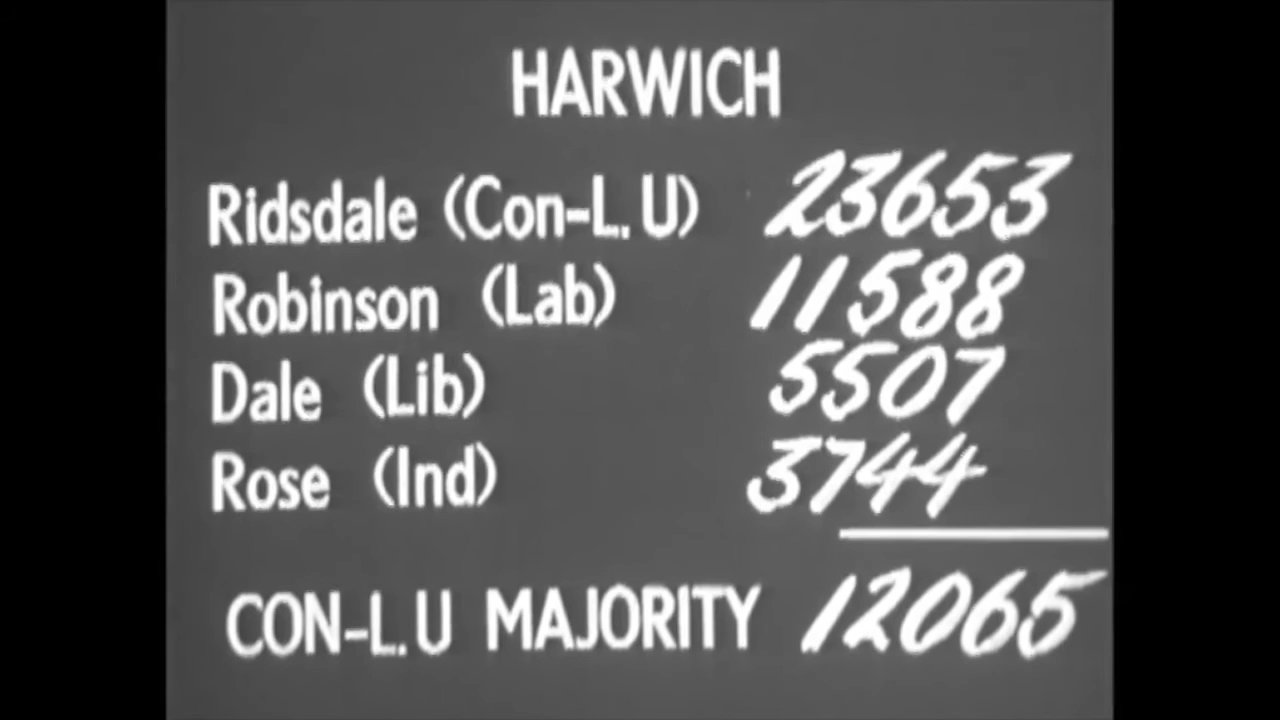 HARWICH
Ridsdale (Con-L.U) 23653
Robinson (Lab) 11588
Dale (Lib) 5507
Rose (Ind) 3744
CON-L.U MAJORITY 12065